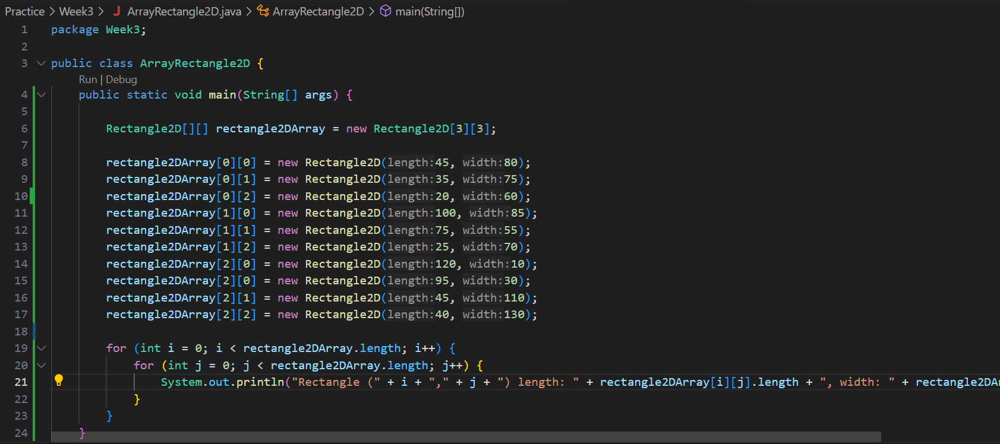 Practice > Week3 > J ArrayRectangle2D.java > ArrayRectangle2D > main(String[])
1 package Week3;
2
3 public class ArrayRectangle2D {
Run | Debug
4 public static void main(String[] args) {
5
6 Rectangle2D[][] rectangle2DArray = new Rectangle2D[3][3];
7
8 rectangle2DArray[0][0] = new Rectangle2D(length:45, width:80);
9 rectangle2DArray[0][1] = new Rectangle2D(length:35, width:75);
10 rectangle2DArray[0][2] = new Rectangle2D(length:20, width:60);
11 rectangle2DArray[1][0] = new Rectangle2D(length:100, width:85);
12 rectangle2DArray[1][1] = new Rectangle2D(length:75, width:55);
13 rectangle2DArray[1][2] = new Rectangle2D(length:25, width:70);
14 rectangle2DArray[2][0] = new Rectangle2D(length:120, width:10);
15 rectangle2DArray[2][0] = new Rectangle2D(length:95, width:30);
16 rectangle2DArray[2][1] = new Rectangle2D(length:45, width:110);
17 rectangle2DArray[2][2] = new Rectangle2D(length:40, width:130);
18
19 for (int i = 0; i < rectangle2DArray.length; i++) {
20 for (int j = 0; j < rectangle2DArray.length; j++) {
21 System.out.println("Rectangle (" + i + "," + j + ") length: " + rectangle2DArray[i][j].length + ", width: " + rectangle2DAr
22 }
23 }
24 }